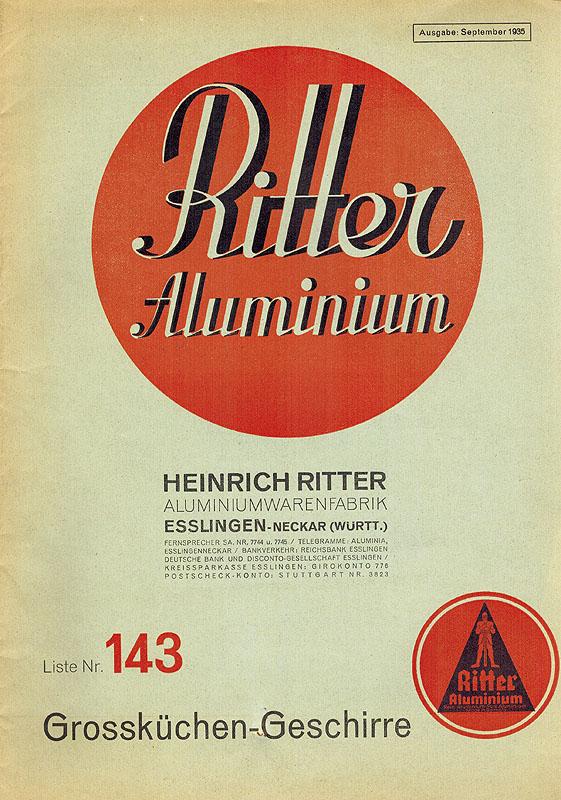 Ausgabe: September 1935
Ritter
Aluminium
HEINRICH RITTER
ALUMINIUMWARENFABRIK
ESSLINGEN-NECKAR (WÜRTT.)
FERNSPRECHER SA. NR. 7744 u. 7745 / TELEGRAMME: ALUMINIA,
ESSLINGENNECKAR / BANKVERKEHR: REICHSBANK ESSLINGEN
DEUTSCHE BANK UND DISCONTO-GESELLSCHAFT ESSLINGEN /
KREISSPARKASSE ESSLINGEN: GIROKONTO 776
POSTSCHECK-KONTO: STUTTGART NR. 3823
Liste Nr. 143
Ritter
Aluminium
Grossküchen-Geschirre